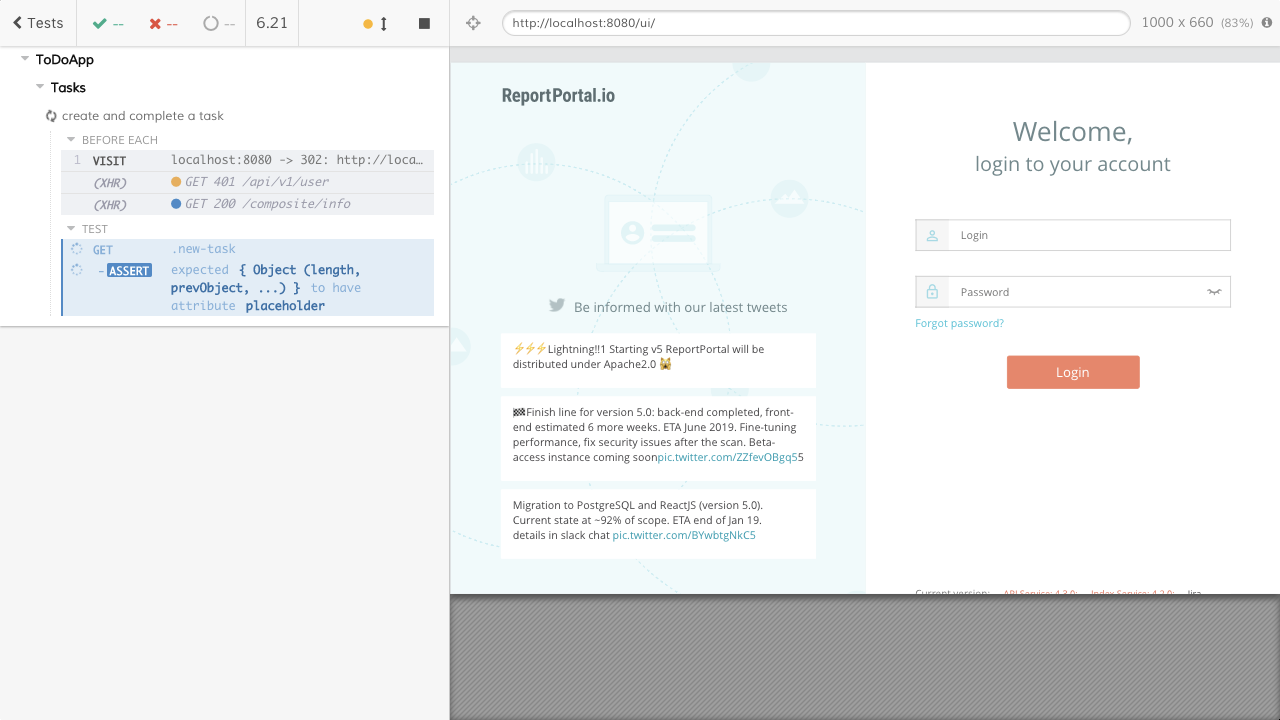 Tests
--
--
--
6.21
http://localhost:8080/ui/
1000 x 660 (83%)
ToDoApp
Tasks
create and complete a task
BEFORE EACH
1 VISIT localhost:8080 -> 302: http://loca…
(XHR) GET 401 /api/v1/user
(XHR) GET 200 /composite/info
TEST
GET .new-task
- ASSERT expected { Object (length,
prevObject, ...) } to have
attribute placeholder
ReportPortal.io
Be informed with our latest tweets
⚡⚡⚡Lightning!!1 Starting v5 ReportPortal will be
distributed under Apache2.0 🙀
🏁Finish line for version 5.0: back-end completed, front-
end estimated 6 more weeks. ETA June 2019. Fine-tuning
performance, fix security issues after the scan. Beta-
access instance coming soonpic.twitter.com/ZZfevOBgq55
Migration to PostgreSQL and ReactJS (version 5.0).
Current state at ~92% of scope. ETA end of Jan 19.
details in slack chat pic.twitter.com/BYwbtgNkC5
Welcome,
login to your account
Login
Password
Forgot password?
Login
Current version: API Service: 4.3.0; Index Service: 4.2.0; Jira